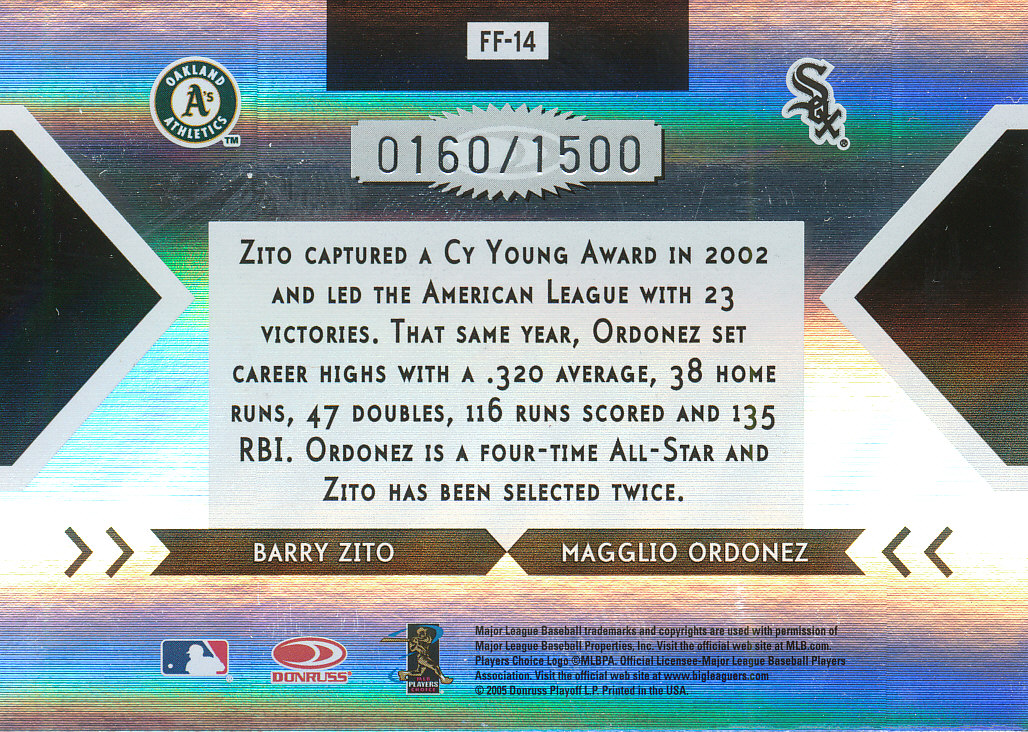 FF-14
OAKLAND
A's
ATHLETICS
TM
Sox
®
0160/1500
ZITO CAPTURED A CY YOUNG AWARD IN 2002
AND LED THE AMERICAN LEAGUE WITH 23
VICTORIES. THAT SAME YEAR, ORDONEZ SET
CAREER HIGHS WITH A .320 AVERAGE, 38 HOME
RUNS, 47 DOUBLES, 116 RUNS SCORED AND 135
RBI. ORDONEZ IS A FOUR-TIME ALL-STAR AND
ZITO HAS BEEN SELECTED TWICE.
BARRY ZITO
MAGGLIO ORDONEZ
DONRUSS
MLB
PLAYERS
CHOICE
Major League Baseball trademarks and copyrights are used with permission of
Major League Baseball Properties, Inc. Visit the official web site at MLB.com.
Players Choice Logo ©MLBPA. Official Licensee-Major League Baseball Players
Association. Visit the official web site at www.bigleaguers.com
© 2005 Donruss Playoff L.P. Printed in the USA.